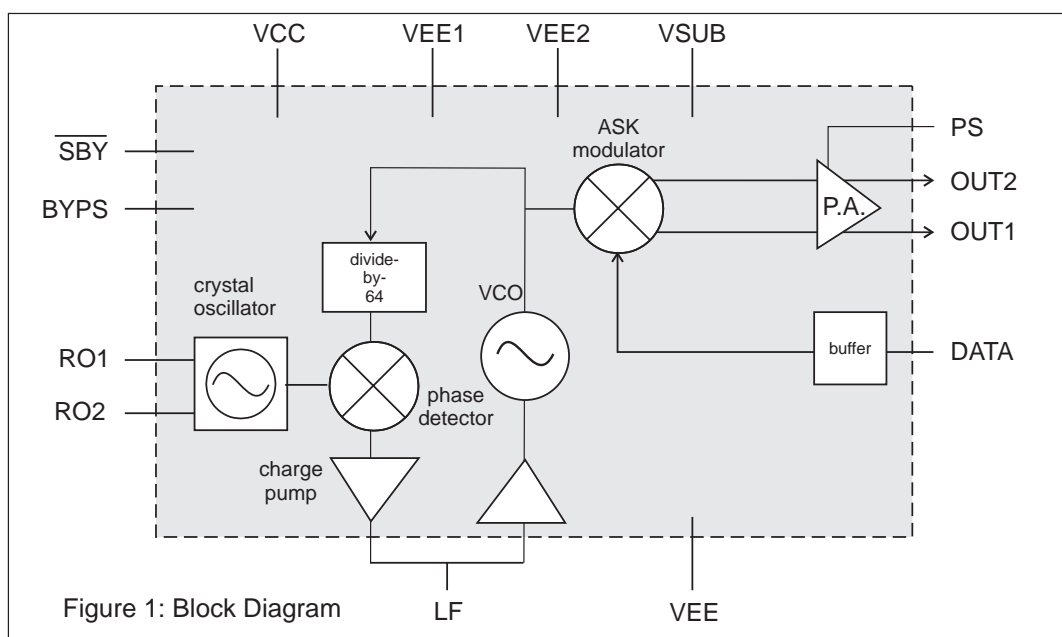 VCC VEE1 VEE2 VSUB
SBY
BYPS
RO1
RO2
ASK
modulator
PS
OUT2
OUT1
P.A.
divide-
by-
64
crystal
oscillator
VCO
buffer
DATA
phase
detector
charge
pump
LF
VEE
Figure 1: Block Diagram